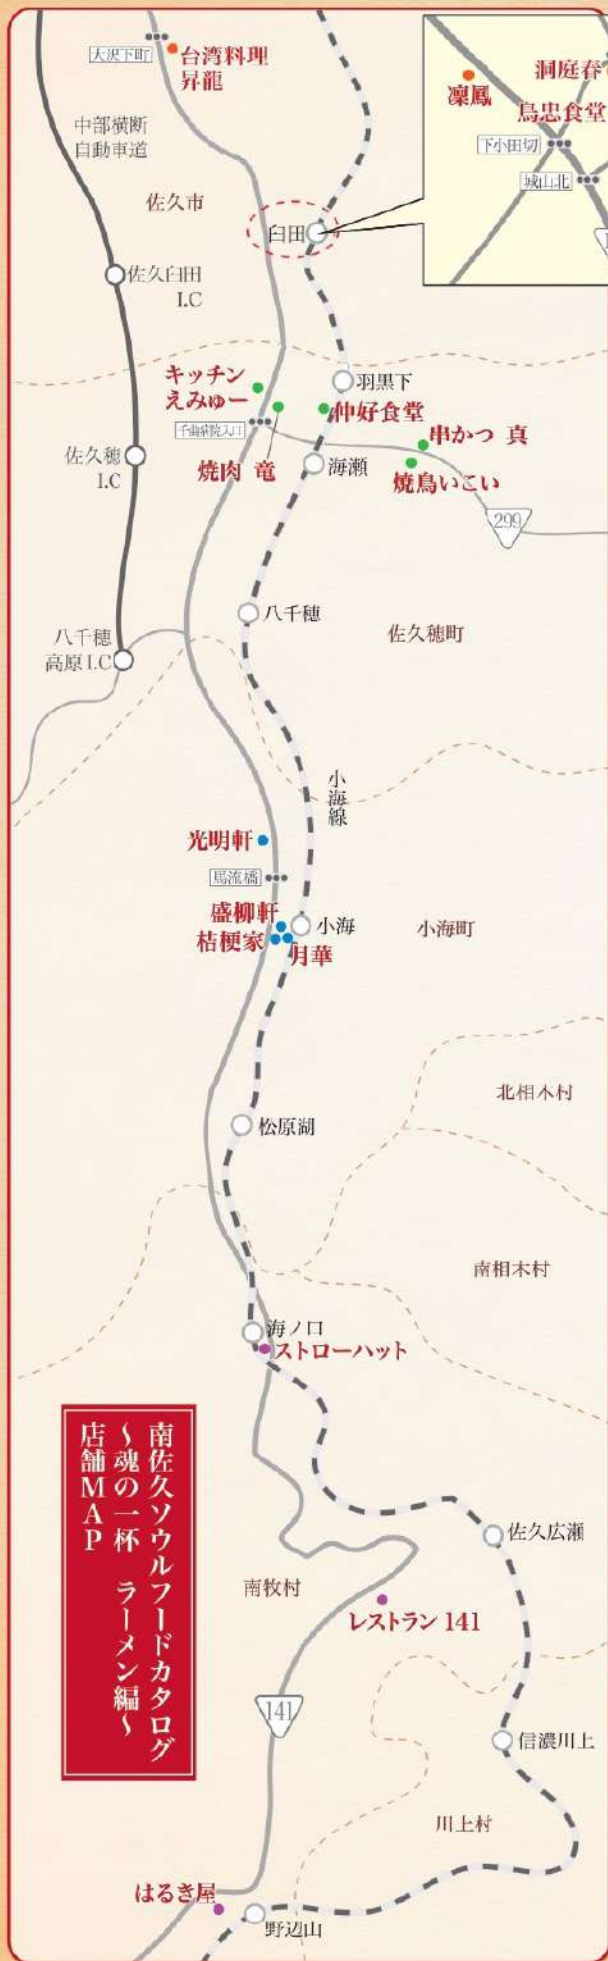 大沢下町
台湾料理
昇龍
中部横断
自動車道
佐久市
臼田
佐久臼田
I.C
凜鳳
洞庭春
鳥忠食堂
下小田切
城山北
羽黒下
キッチン
えみゅー
仲好食堂
千曲病院入口
串かつ 真
佐久穂
I.C
焼肉 竜
海瀬
焼鳥いこい
299
八千穂
佐久穂町
八千穂
高原I.C
小海線
光明軒
馬流橋
盛柳軒
小海
小海町
桔梗家
月華
北相木村
松原湖
南相木村
海ノ口
ストローハット
南佐久ソウルフードカタログ
～魂の一杯 ラーメン編～
店舗MAP
佐久広瀬
南牧村
レストラン 141
141
信濃川上
川上村
はるき屋
野辺山